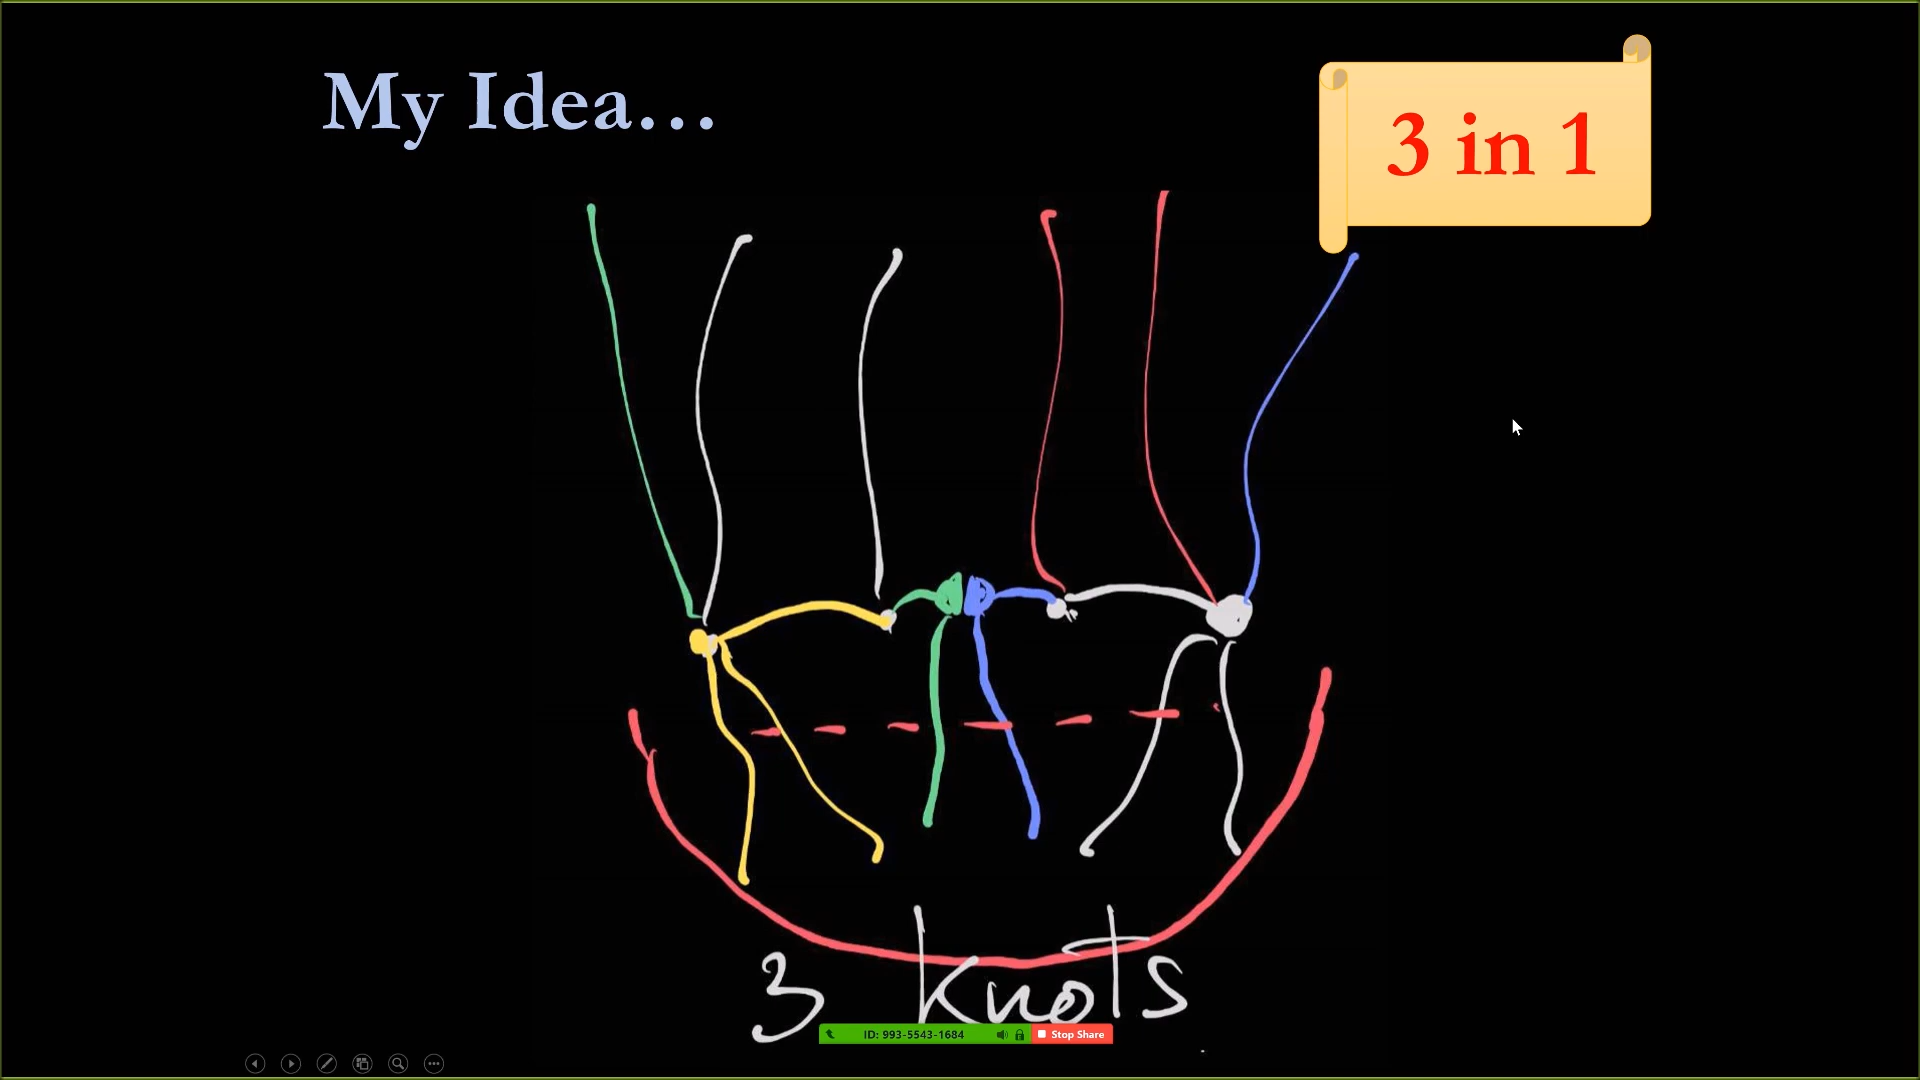 My Idea...
3 in 1
3 knots
ID: 993-5543-1684
Stop Share